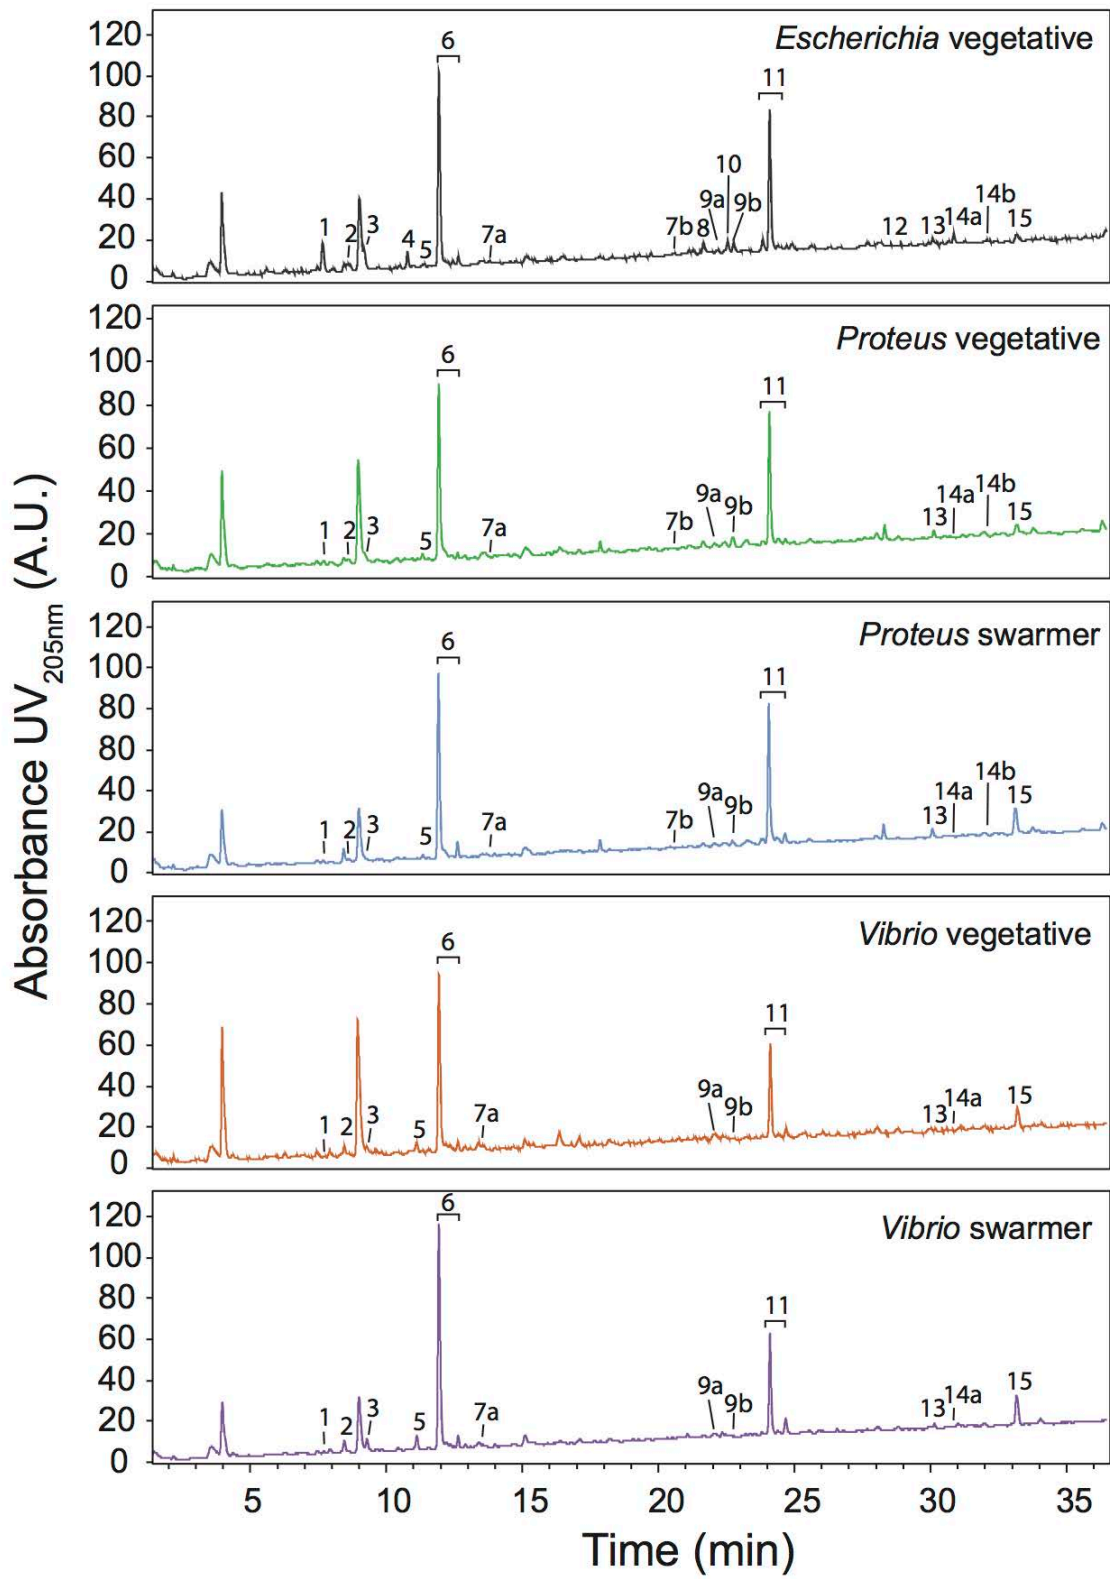 Absorbance UV205nm (A.U.)
Escherichia vegetative
120
100
80
60
40
20
0
1
2
3
4
5
6
7a
7b
8
9a
10
9b
11
12
13
14a
14b
15
Proteus vegetative
120
100
80
60
40
20
0
1
2
3
5
6
7a
7b
9a
9b
11
13
14a
14b
15
Proteus swarmer
120
100
80
80
40
20
0
1
2
3
5
6
7a
7b
9a
9b
11
13
14a
14b
15
Vibrio vegetative
120
100
80
60
40
20
0
1
2
3
5
6
7a
9a
9b
11
13
14a
15
Vibrio swarmer
120
100
80
60
40
20
0
1
2
3
5
6
7a
9a
9b
11
13
14a
15
5 10 15 20 25 30 35
Time (min)